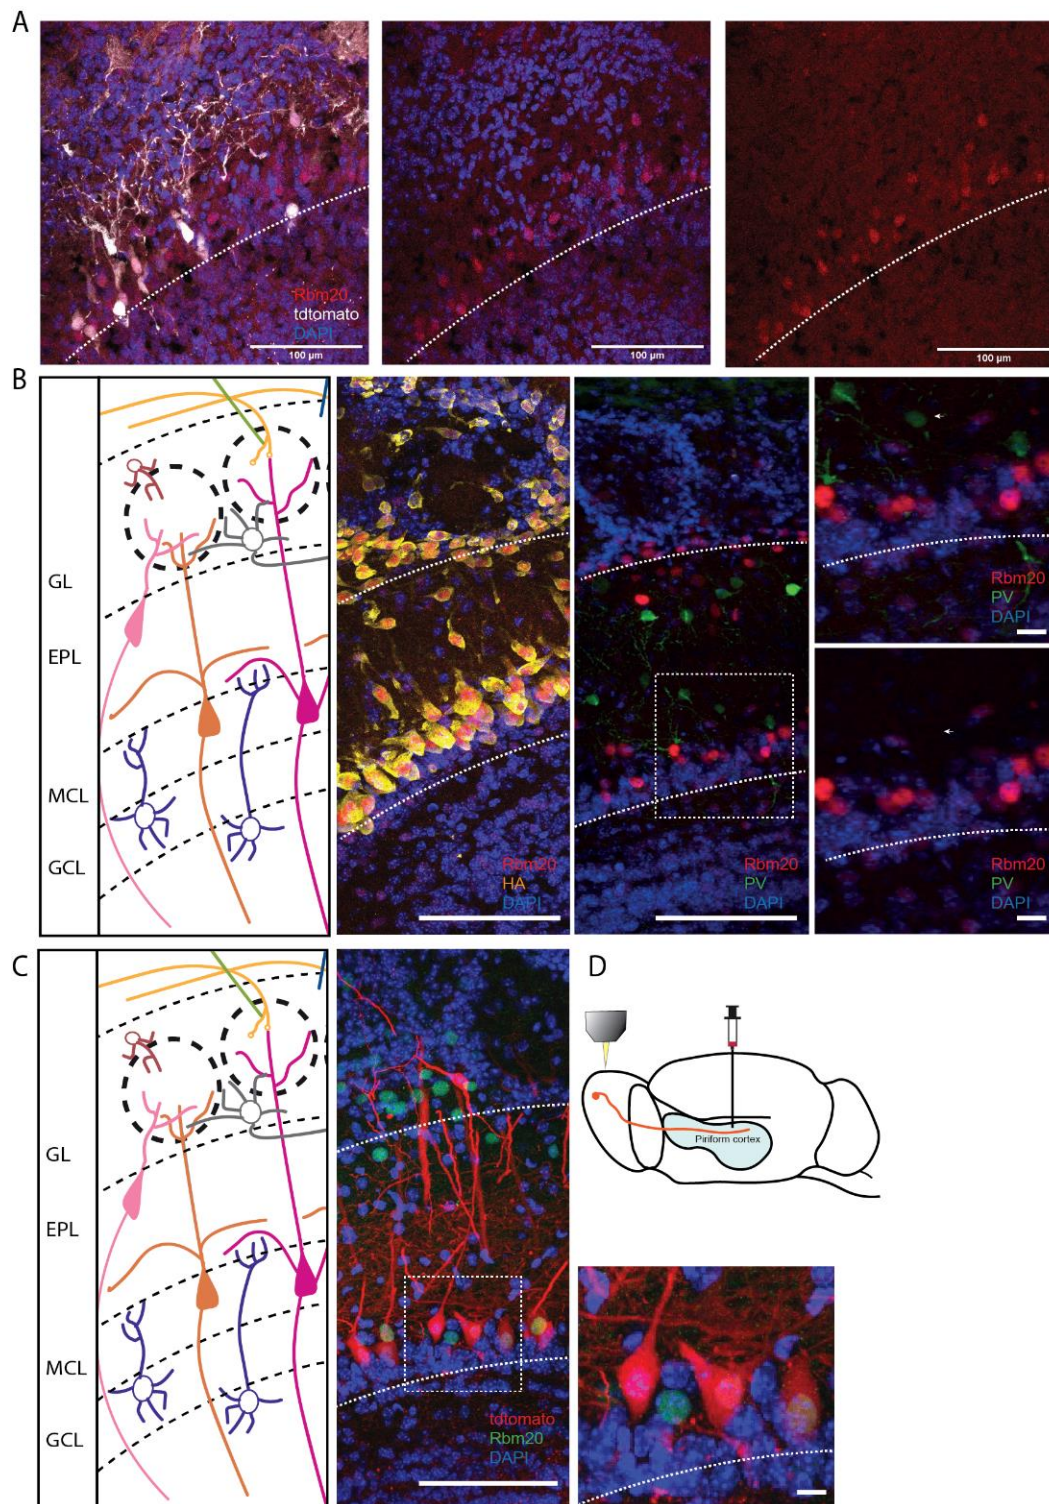 A
Rbm20
tdtomato
DAPI
100 µm
100 µm
100 µm
B
GL
EPL
MCL
GCL
Rbm20
HA
DAPI
Rbm20
PV
DAPI
Rbm20
PV
DAPI
Rbm20
PV
DAPI
C
GL
EPL
MCL
GCL
tdtomato
Rbm20
DAPI
D
Piriform cortex